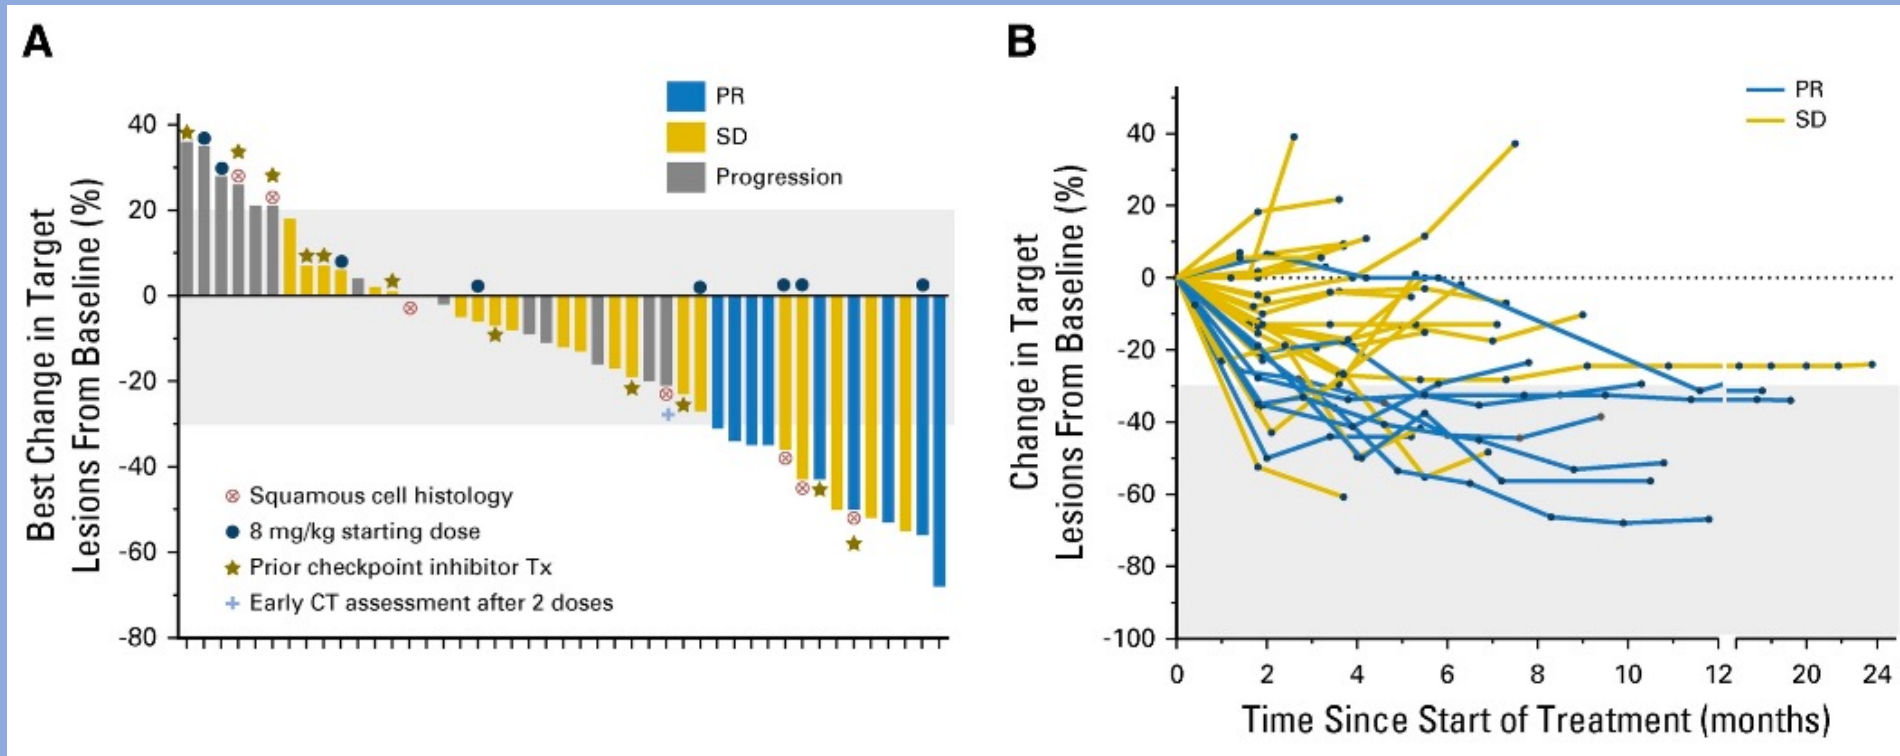 A
Best Change in Target
Lesions From Baseline (%)
40
20
0
-20
-40
-60
-80
PR
SD
Progression
Squamous cell histology
8 mg/kg starting dose
Prior checkpoint inhibitor Tx
Early CT assessment after 2 doses
B
Change in Target
Lesions From Baseline (%)
40
20
0
-20
-40
-60
-80
-100
PR
SD
0 2 4 6 8 10 12 20 24
Time Since Start of Treatment (months)